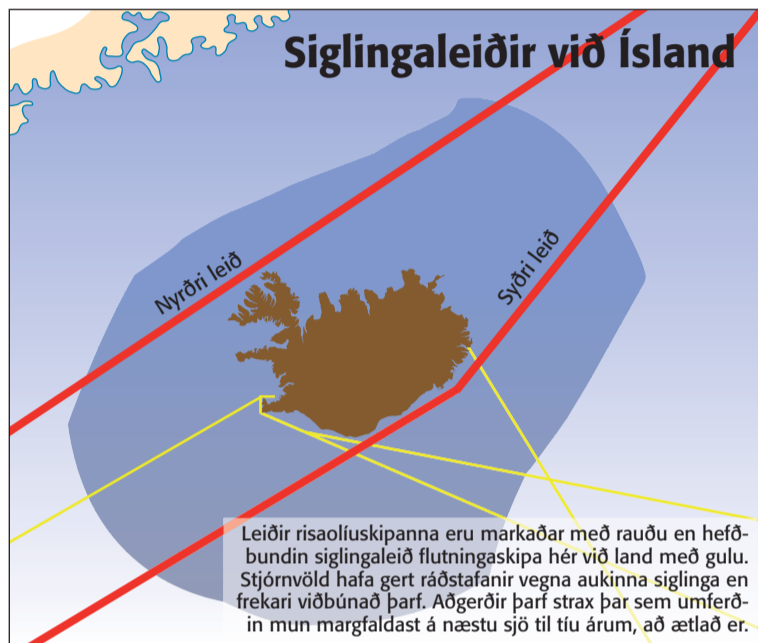 Siglingaleiðir við Ísland
Nyrðri leið
Syðri leið
Leiðir risaolíuskipanna eru markaðar með rauðu en hefð-
bundin siglingaleið flutningaskipa hér við land með gulu.
Stjórnvöld hafa gert ráðstafanir vegna aukinna siglinga en
frekari viðbúnað þarf. Aðgerðir þarf strax þar sem umferð-
in mun margfaldast á næstu sjö til tíu árum, að ætlað er.